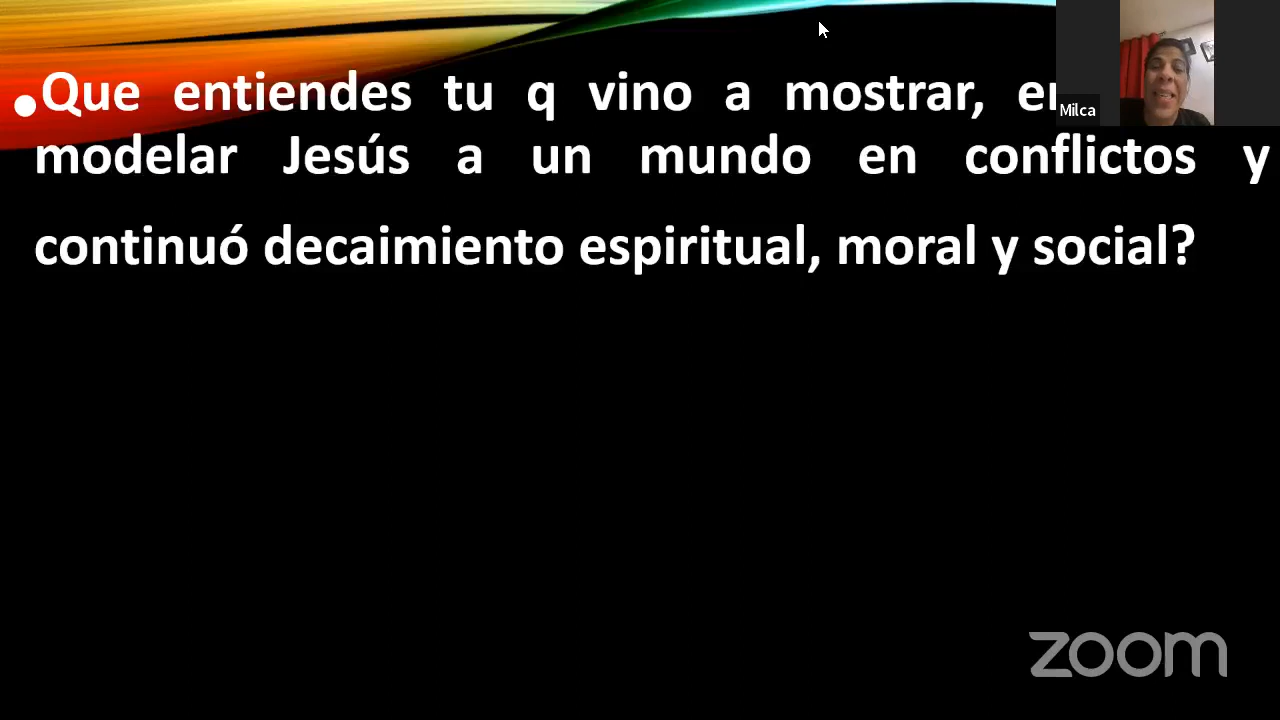 •Que entiendes tu q vino a mostrar,
modelar Jesús a un mundo en conflictos y
continuó decaimiento espiritual, moral y social?
Milca
zoom